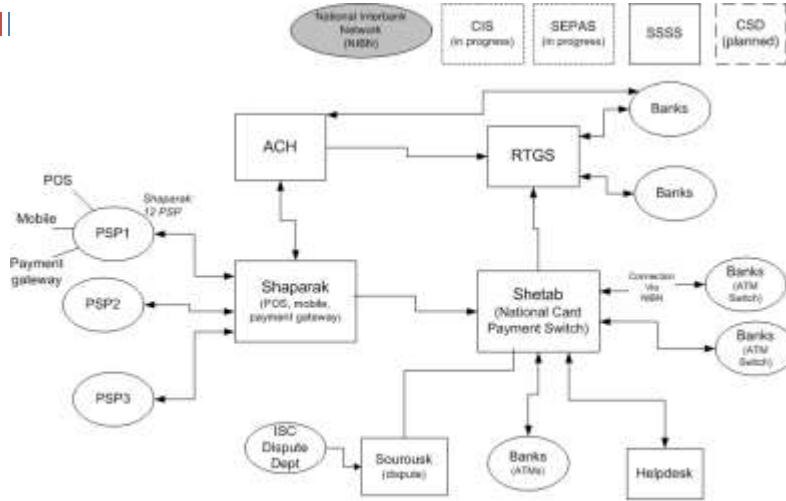 National Interbank
Network
(NIBN)
CIS
(in progress)
SEPAS
(in progress)
SSSS
CSD
(planned)
Banks
ACH
RTGS
Banks
POS
Shaparak:
12 PSP
Mobile
PSP1
Payment
gateway
Shaparak
(POS, mobile,
payment gateway)
PSP2
Shetab
(National Card
Payment Switch)
Connection
Via
NIBN
Banks
(ATM
Switch)
Banks
(ATM
Switch)
PSP3
ISC
Dispute
Dept
Sourousk
(dispute)
Banks
(ATMs)
Helpdesk